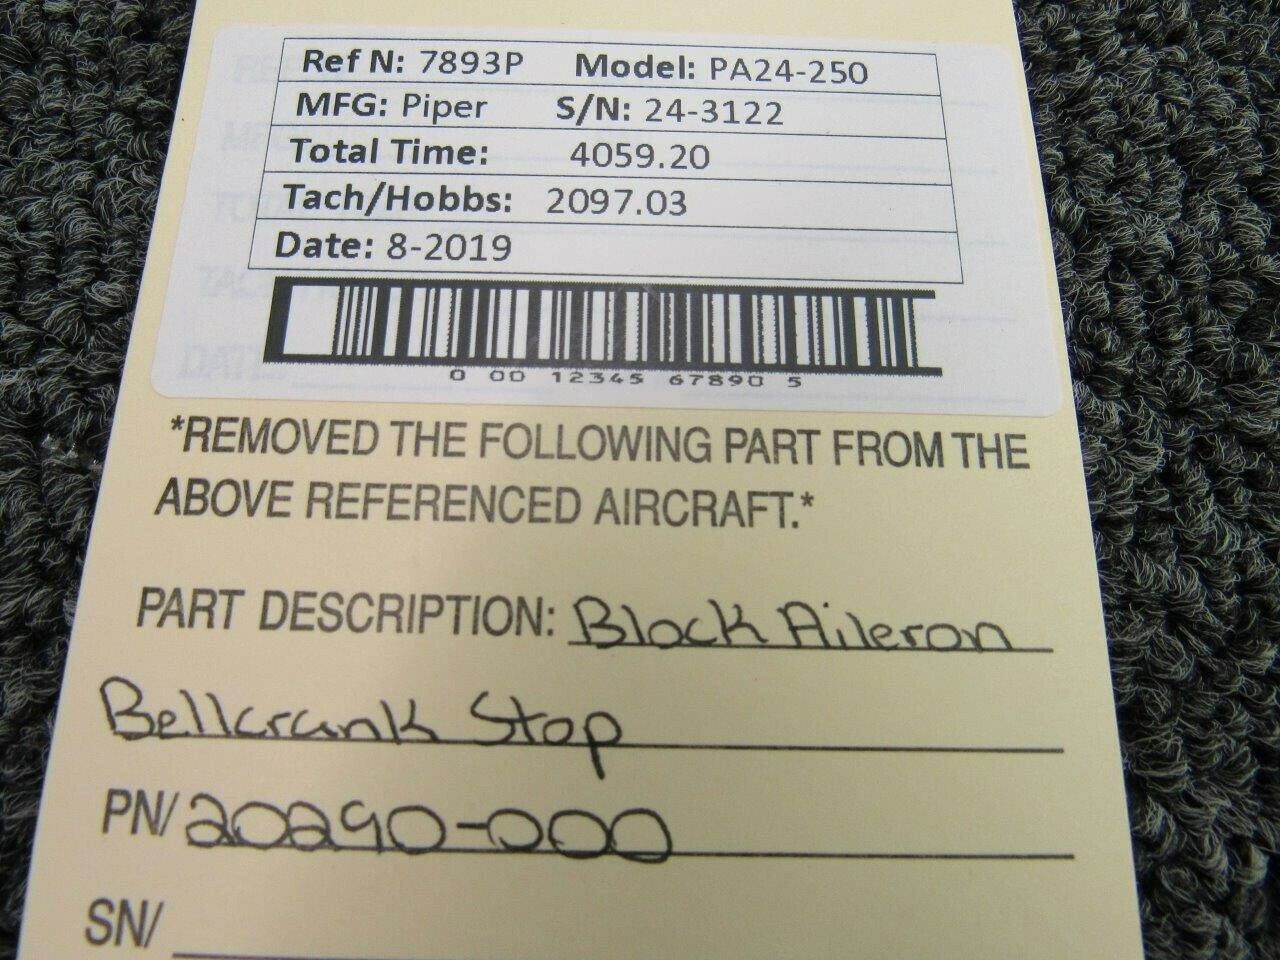 Ref N: 7893P Model: PA24-250
MFG: Piper S/N: 24-3122
Total Time: 4059.20
Tach/Hobbs: 2097.03
Date: 8-2019
0 00 12345 67890 5
*REMOVED THE FOLLOWING PART FROM THE
ABOVE REFERENCED AIRCRAFT.*
PART DESCRIPTION: Block Aileron
Bellcrank Stop
PN/ 20290-000
SN/